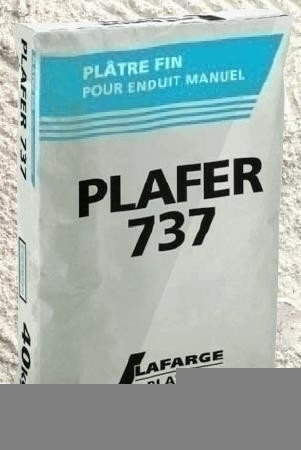 PLÂTRE FIN
POUR ENDUIT MANUEL
PLAFER
737
LAFARGE
PLAFER 737